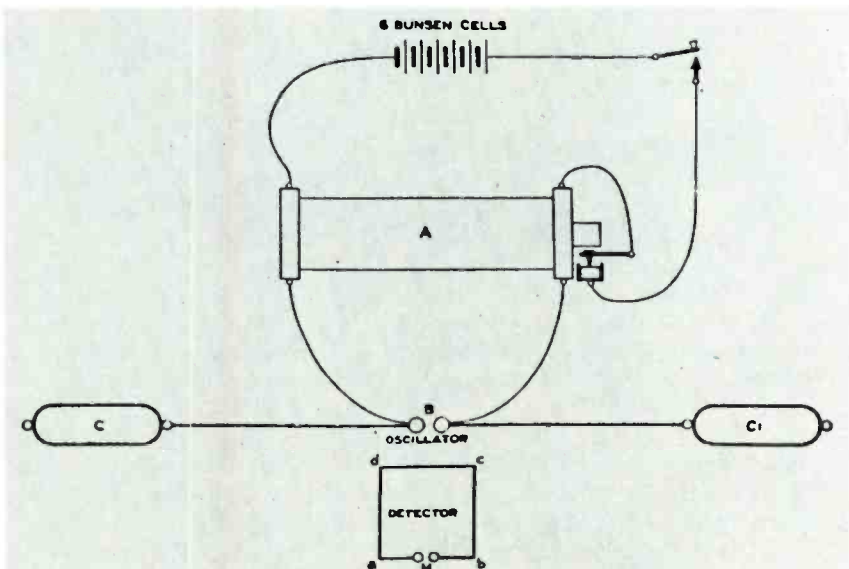 6 BUNSEN CELLS
A
B
C
C1
OSCILLATOR
d c
DETECTOR
a M b